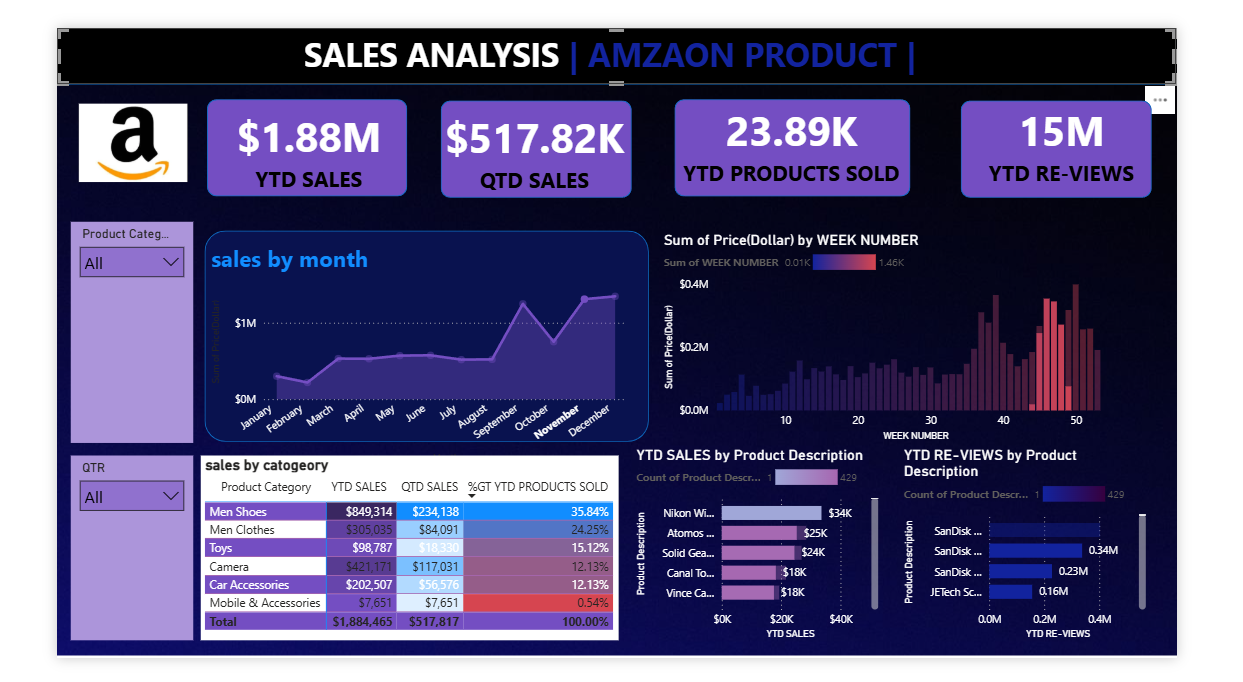 SALES ANALYSIS | AMZAON PRODUCT |
a
$1.88M
YTD SALES
$517.82K
QTD SALES
23.89K
YTD PRODUCTS SOLD
15M
YTD RE-VIEWS
Product Categ...
All
QTR
All
sales by month
Sum of Price(Dollar)
$1M
$0M
January
February
March
April
May
June
July
August
September
October
November
December
Sum of Price(Dollar) by WEEK NUMBER
Sum of WEEK NUMBER 0.01K 1.46K
Sum of Price(Dollar)
$0.4M
$0.2M
$0.0M
10 20 30 40 50
WEEK NUMBER
sales by catogeory
Product Category YTD SALES QTD SALES %GT YTD PRODUCTS SOLD
Men Shoes $849,314 $234,138 35.84%
Men Clothes $305,035 $84,091 24.25%
Toys $98,787 $18,330 15.12%
Camera $421,171 $117,031 12.13%
Car Accessories $202,507 $56,576 12.13%
Mobile & Accessories $7,651 $7,651 0.54%
Total $1,884,465 $517,817 100.00%
YTD SALES by Product Description
Count of Product Descr... 1 429
Product Description
Nikon Wi... $34K
Atomos ... $25K
Solid Gea... $24K
Canal To... $18K
Vince Ca... $18K
$0K $20K $40K
YTD SALES
YTD RE-VIEWS by Product
Description
Count of Product Descr... 1 429
Product Description
SanDisk ...
SanDisk ... 0.34M
SanDisk ... 0.23M
JETech Sc... 0.16M
0.0M 0.2M 0.4M
YTD RE-VIEWS